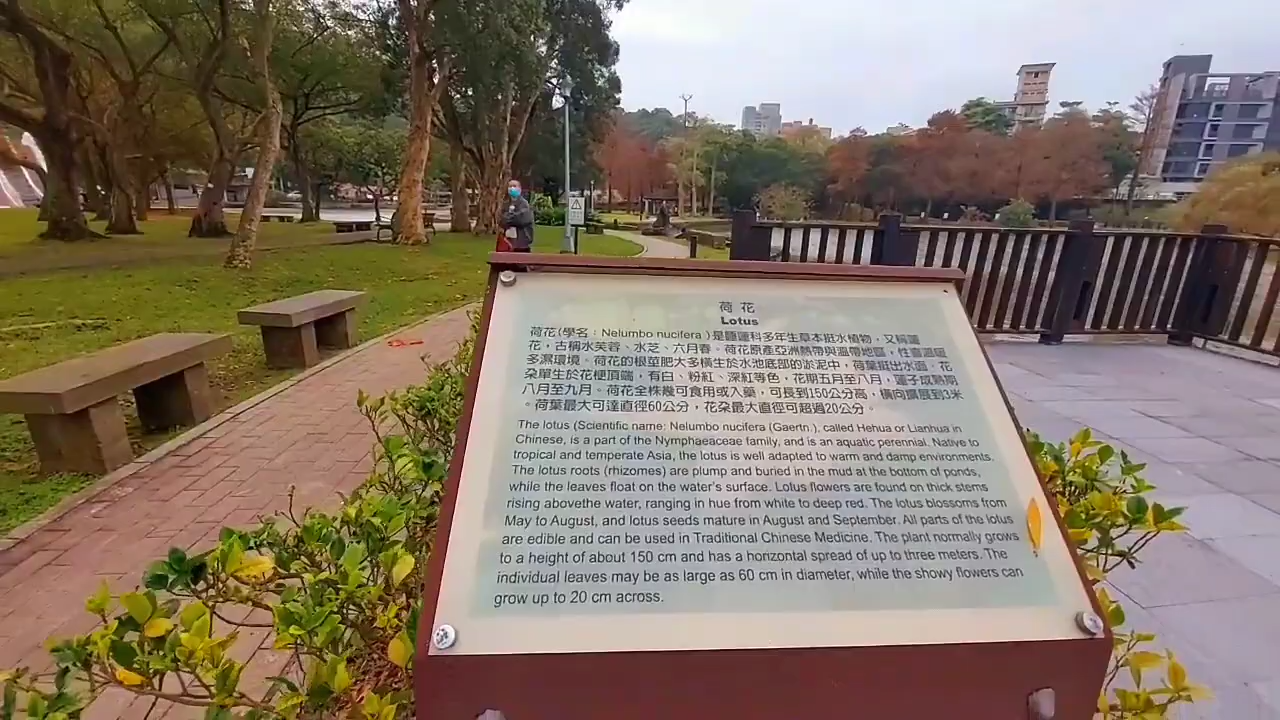 荷花
Lotus
荷花(學名：Nelumbo nucifera )是睡蓮科多年生草本挺水植物，又稱蓮
花，古稱水芙蓉、水芝、六月春。荷花原產亞洲熱帶與溫帶地區，性喜溫暖
多濕環境。荷花的根莖肥大多橫生於水池底部的淤泥中，荷葉挺出水面。花
朵單生於花梗頂端，有白、粉紅、深紅等色，花期五月至八月，蓮子成熟期
八月至九月。荷花全株幾可食用或入藥，可長到150公分高，橫向擴展到3米
。荷葉最大可達直徑60公分，花朵最大直徑可超過20公分。
The lotus (Scientific name: Nelumbo nucifera (Gaertn.), called Hehua or Lianhua in
Chinese, is a part of the Nymphaeaceae family, and is an aquatic perennial. Native to
tropical and temperate Asia, the lotus is well adapted to warm and damp environments.
The lotus roots (rhizomes) are plump and buried in the mud at the bottom of ponds,
while the leaves float on the water's surface. Lotus flowers are found on thick stems
rising abovethe water, ranging in hue from white to deep red. The lotus blossoms from
May to August, and lotus seeds mature in August and September. All parts of the lotus
are edible and can be used in Traditional Chinese Medicine. The plant normally grows
to a height of about 150 cm and has a horizontal spread of up to three meters. The
individual leaves may be as large as 60 cm in diameter, while the showy flowers can
grow up to 20 cm across.